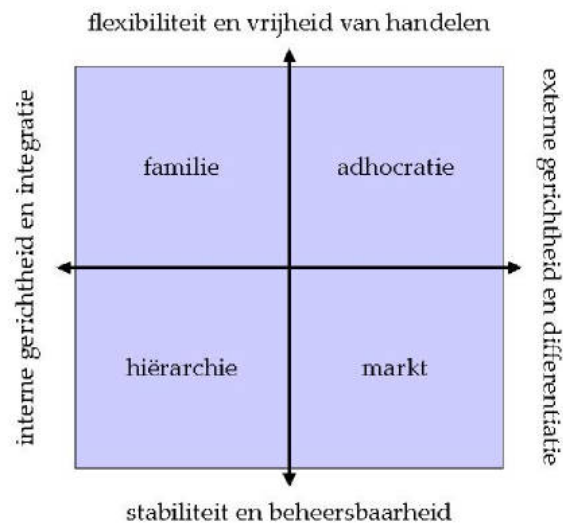 flexibiliteit en vrijheid van handelen
interne gerichtheid en integratie
familie
adhocratie
externe gerichtheid en differentiatie
hiërarchie
markt
stabiliteit en beheersbaarheid